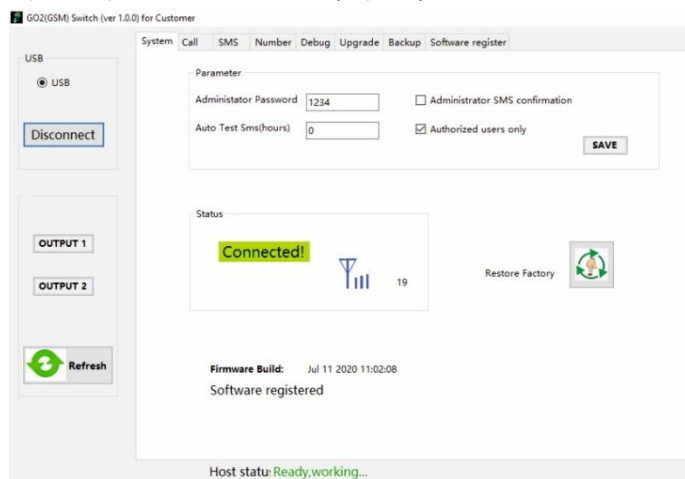 GO2(GSM) Switch (ver 1.0.0) for Customer
System Call SMS Number Debug Upgrade Backup Software register
USB
USB
Disconnect
OUTPUT 1
OUTPUT 2
Refresh
Parameter
Administator Password 1234
Administrator SMS confirmation
Auto Test Sms(hours) 0
Authorized users only
SAVE
Status
Connected!
19
Restore Factory
Firmware Build: Jul 11 2020 11:02:08
Software registered
Host statu: Ready,working...